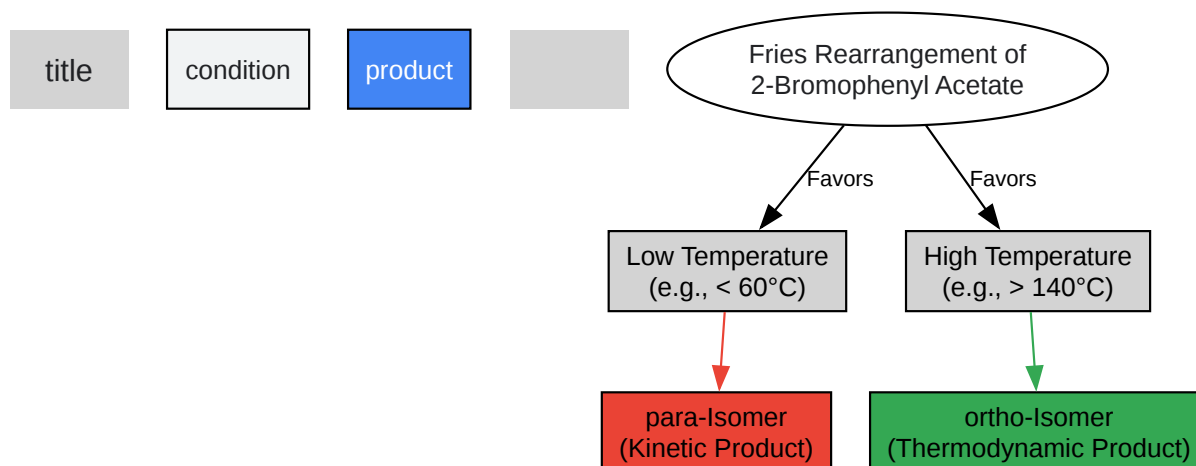 title
condition
product
Fries Rearrangement of
2-Bromophenyl Acetate
Favors
Favors
Low Temperature
(e.g., < 60°C)
High Temperature
(e.g., > 140°C)
para-Isomer
(Kinetic Product)
ortho-Isomer
(Thermodynamic Product)